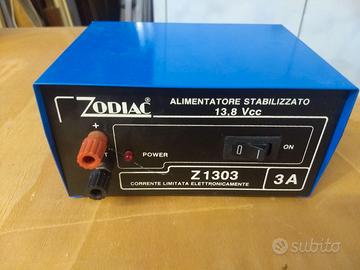 ZODIAC®
ALIMENTATORE STABILIZZATO
13,8 Vcc
+
POWER
O I
ON
Z1303
CORRENTE LIMITATA ELETTRONICAMENTE
3A
subito